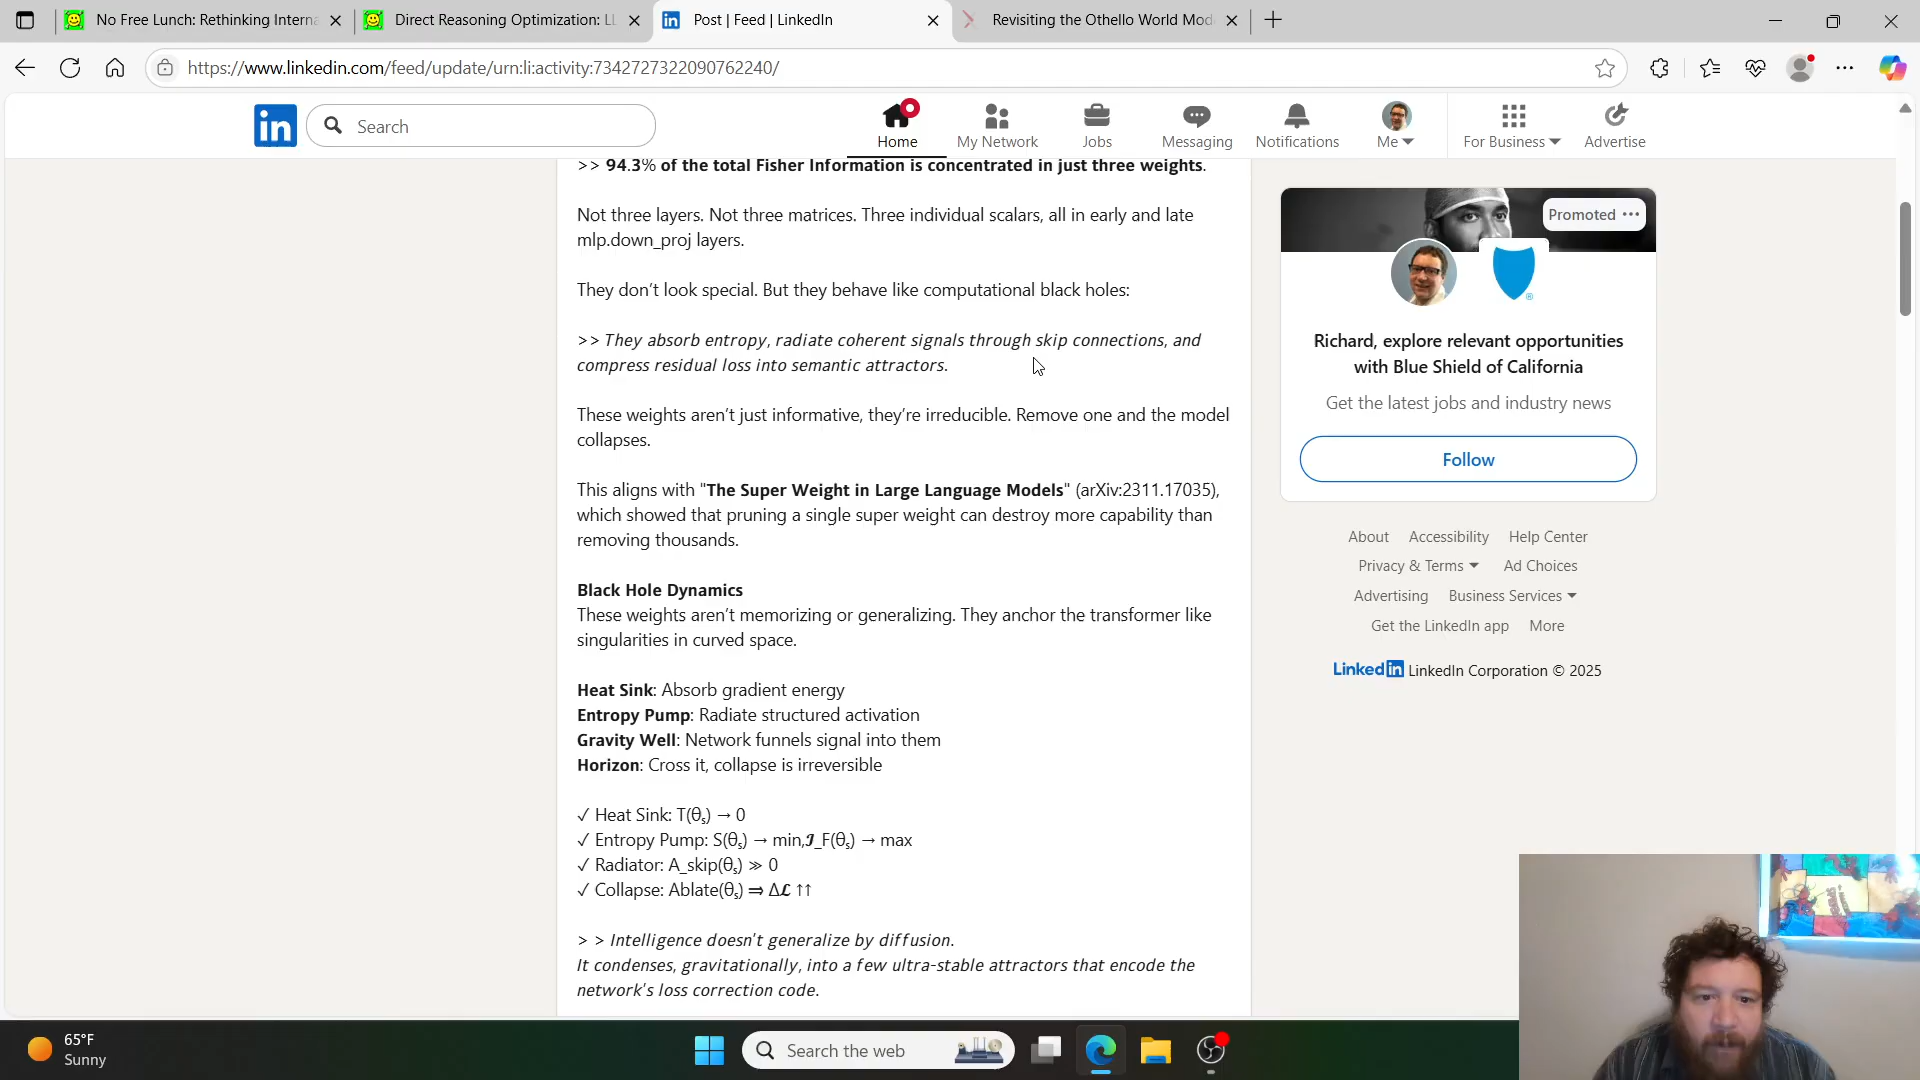 No Free Lunch: Rethinking Interna
Direct Reasoning Optimization: LL
Post | Feed | LinkedIn
Revisiting the Othello World Mod
https://www.linkedin.com/feed/update/urn:li:activity:7342727322090762240/
in
Search
Home
My Network
Jobs
Messaging
Notifications
Me
For Business
Advertise
>> 94.3% of the total Fisher Information is concentrated in just three weights.
Not three layers. Not three matrices. Three individual scalars, all in early and late
mlp.down_proj layers.
They don’t look special. But they behave like computational black holes:
>> They absorb entropy, radiate coherent signals through skip connections, and
compress residual loss into semantic attractors.
These weights aren’t just informative, they’re irreducible. Remove one and the model
collapses.
This aligns with "The Super Weight in Large Language Models" (arXiv:2311.17035),
which showed that pruning a single super weight can destroy more capability than
removing thousands.
Black Hole Dynamics
These weights aren’t memorizing or generalizing. They anchor the transformer like
singularities in curved space.
Heat Sink: Absorb gradient energy
Entropy Pump: Radiate structured activation
Gravity Well: Network funnels signal into them
Horizon: Cross it, collapse is irreversible
✓ Heat Sink: T(θₛ) → 0
✓ Entropy Pump: S(θₛ) → min,𝓘_F(θₛ) → max
✓ Radiator: A_skip(θₛ) ≫ 0
✓ Collapse: Ablate(θₛ) ⇒ Δ𝓛 ↑↑
> > Intelligence doesn’t generalize by diffusion.
It condenses, gravitationally, into a few ultra-stable attractors that encode the
network’s loss correction code.
Promoted
Richard, explore relevant opportunities
with Blue Shield of California
Get the latest jobs and industry news
Follow
About Accessibility Help Center
Privacy & Terms Ad Choices
Advertising Business Services
Get the LinkedIn app More
LinkedIn LinkedIn Corporation © 2025
65°F
Sunny
Search the web